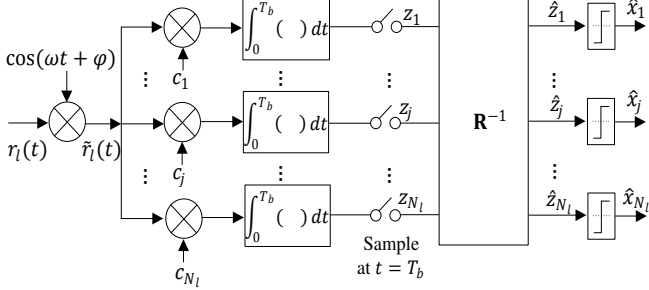 cos(ωt + φ)
r_l(t)
r̃_l(t)
c_1
⋮
c_j
⋮
c_{N_l}
∫_0^{T_b} ( ) dt
⋮
∫_0^{T_b} ( ) dt
⋮
∫_0^{T_b} ( ) dt
z_1
⋮
z_j
⋮
z_{N_l}
Sample
at t = T_b
R^{−1}
ẑ_1
⋮
ẑ_j
⋮
ẑ_{N_l}
x̂_1
x̂_j
x̂_{N_l}